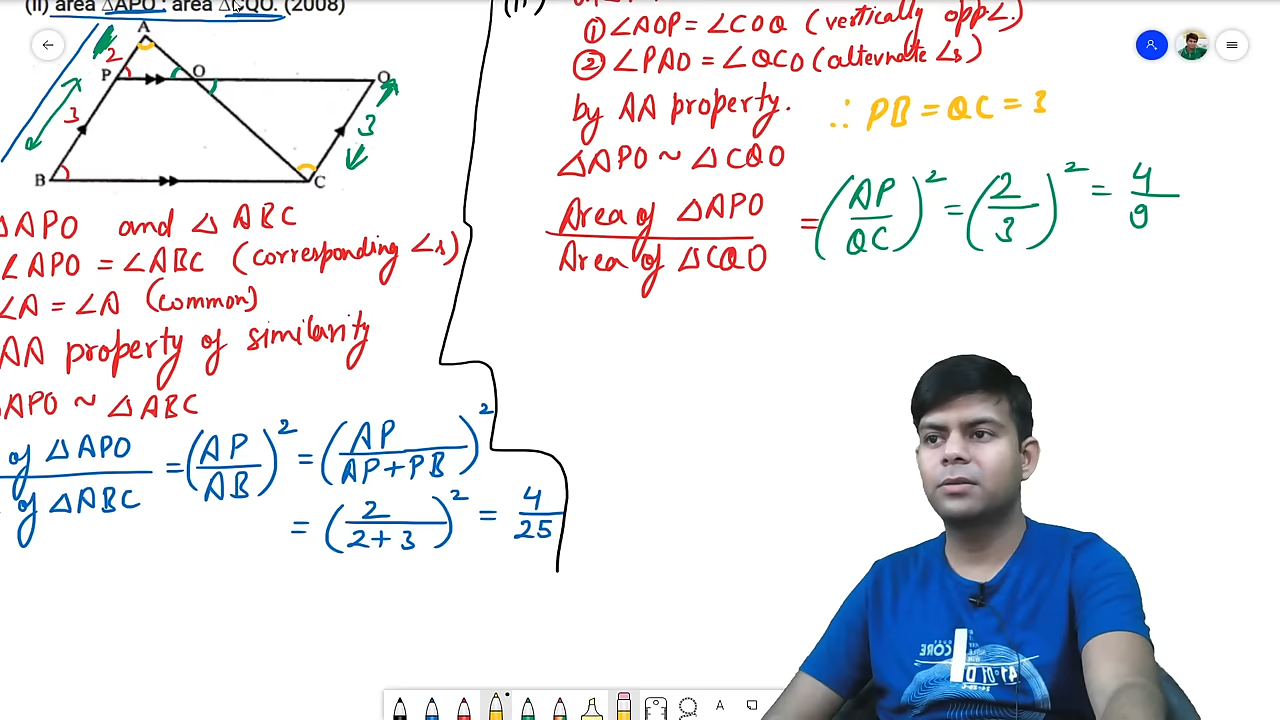 (ii) area △APO : area △CQO. (2008)
A
2
P
O
Q
3
3
B
C
△APO and △ABC
∠APO = ∠ABC (corresponding ∠s)
∠A = ∠A (common)
AA property of similarity
△APO ~ △ABC
of △APO
of △ABC
= (AP/AB)² = (AP/AP+PB)²
= (2/2+3)² = 4/25
① ∠AOP = ∠COQ (vertically opp∠.)
② ∠PAO = ∠QCO (alternate ∠s)
by AA property.
∴ PB = QC = 3
△APO ~ △CQO
Area of △APO
Area of △CQO
= (AP/QC)² = (2/3)² = 4/9
CORE
A